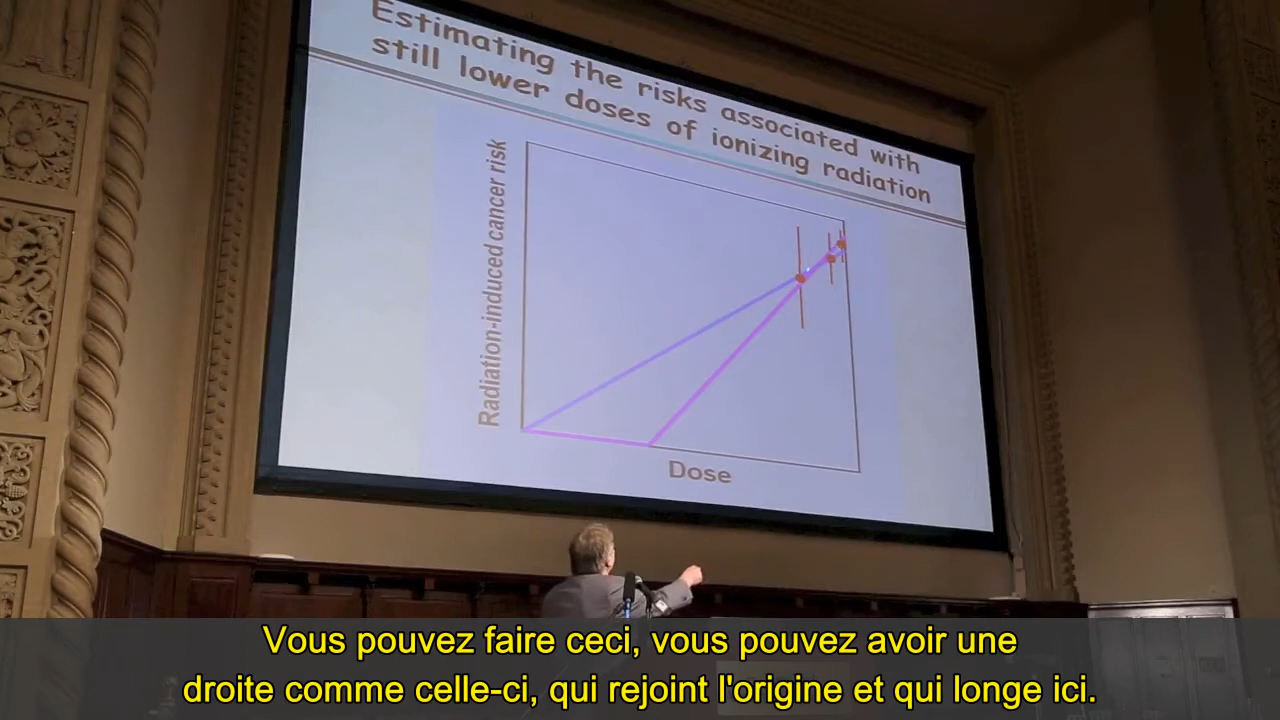 Estimating the risks associated with
still lower doses of ionizing radiation
Radiation-induced cancer risk
Dose
Vous pouvez faire ceci, vous pouvez avoir une
droite comme celle-ci, qui rejoint l'origine et qui longe ici.